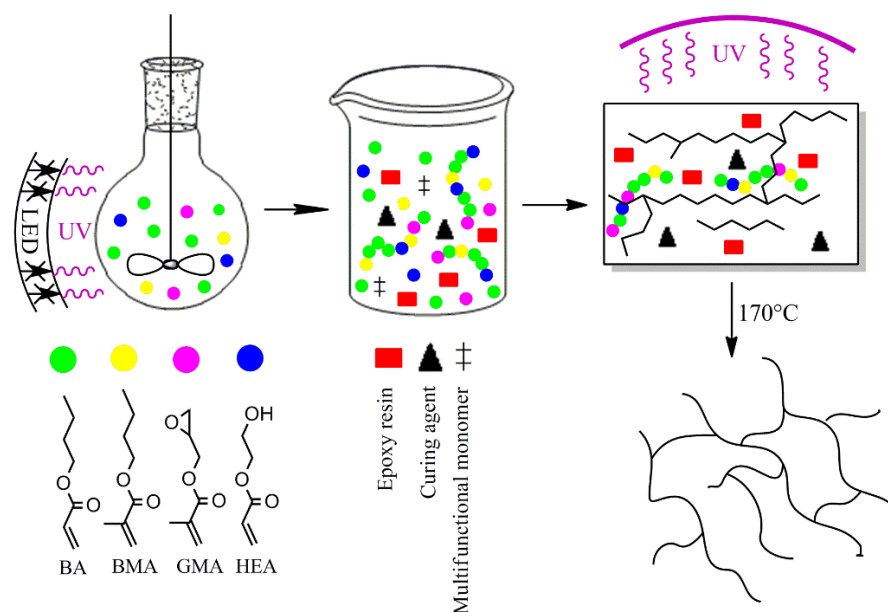 UV
LED
UV
170°C
OH
O
O
O
O
O
O
O
O
O
BA
BMA
GMA
HEA
Epoxy resin
Curing agent
Multifunctional monomer